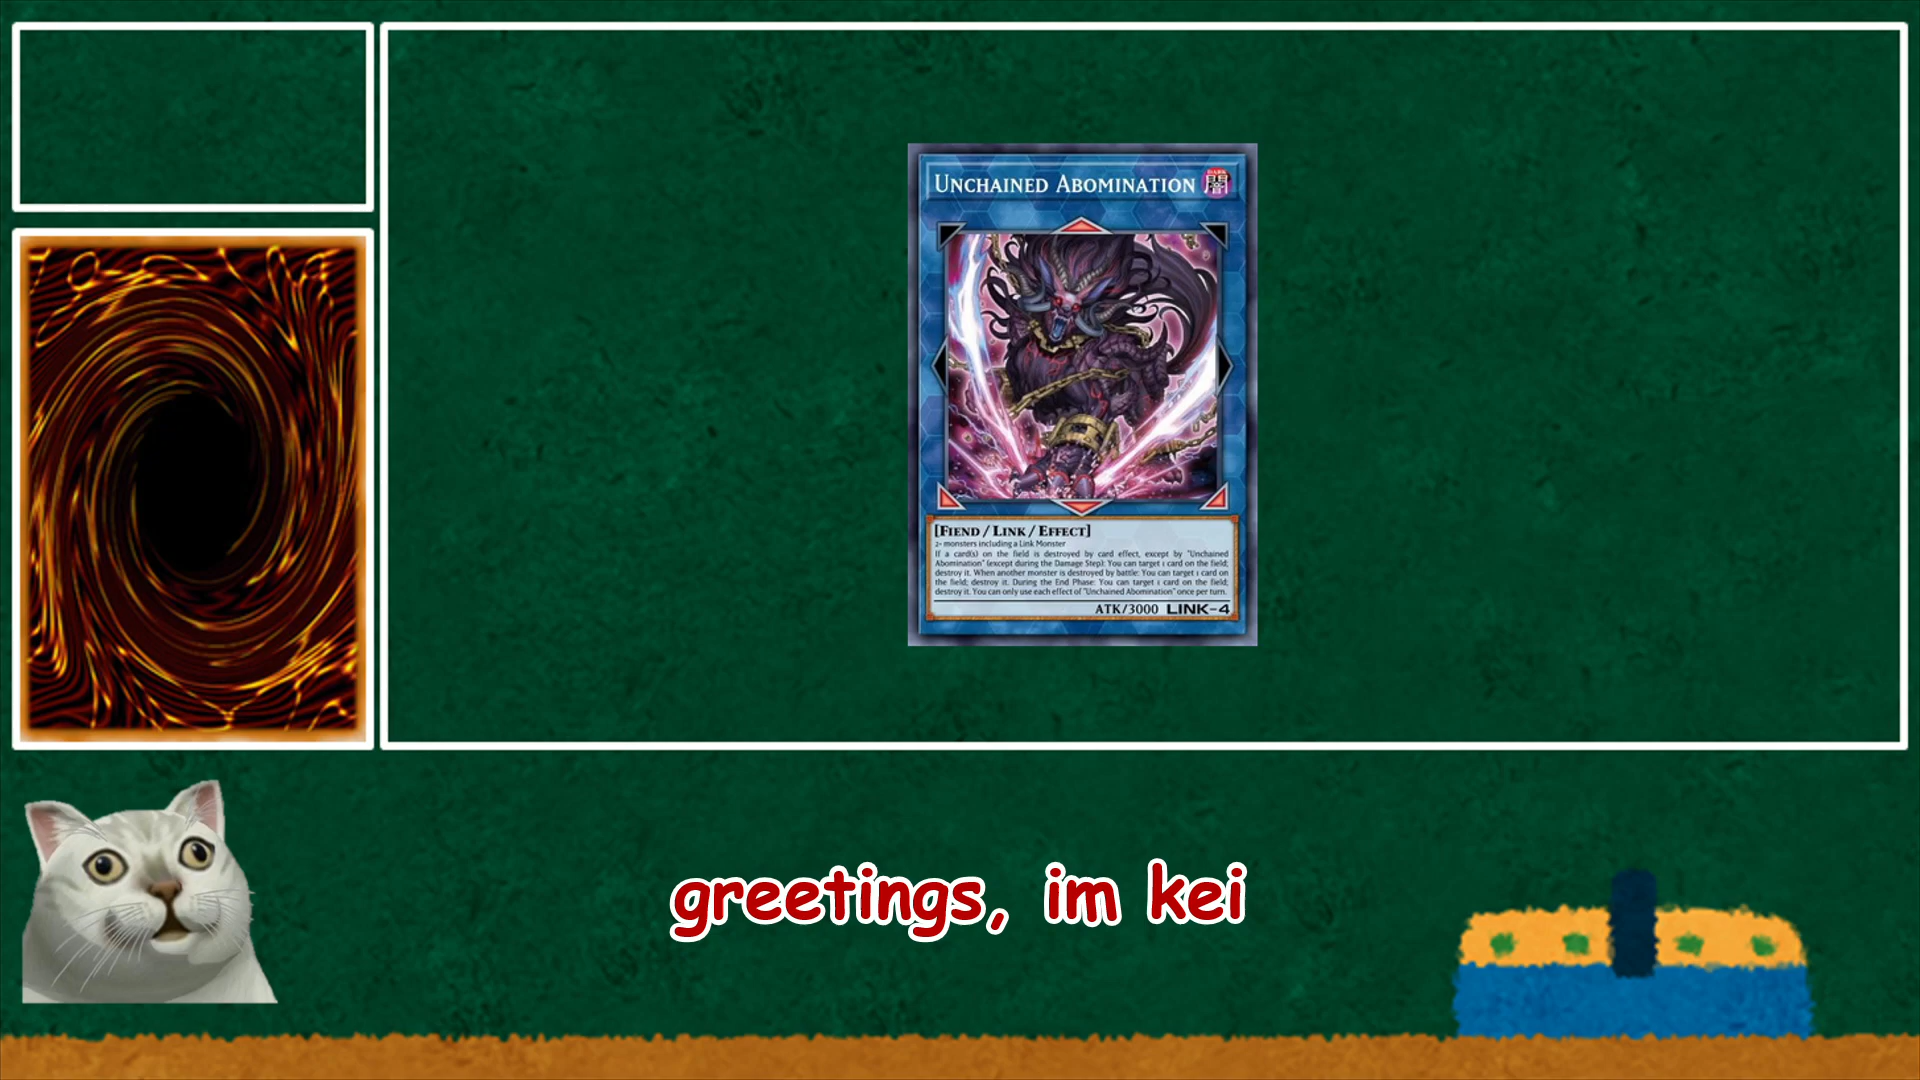 Unchained Abomination
DARK
闇
[Fiend / Link / Effect]
2+ monsters including a Link Monster
If a card(s) on the field is destroyed by card effect, except by "Unchained
Abomination" (except during the Damage Step): You can target 1 card on the field;
destroy it. When another monster is destroyed by battle: You can target 1 card on
the field; destroy it. During the End Phase: You can target 1 card on the field;
destroy it. You can only use each effect of "Unchained Abomination" once per turn.
ATK/3000 LINK-4
greetings, im kei